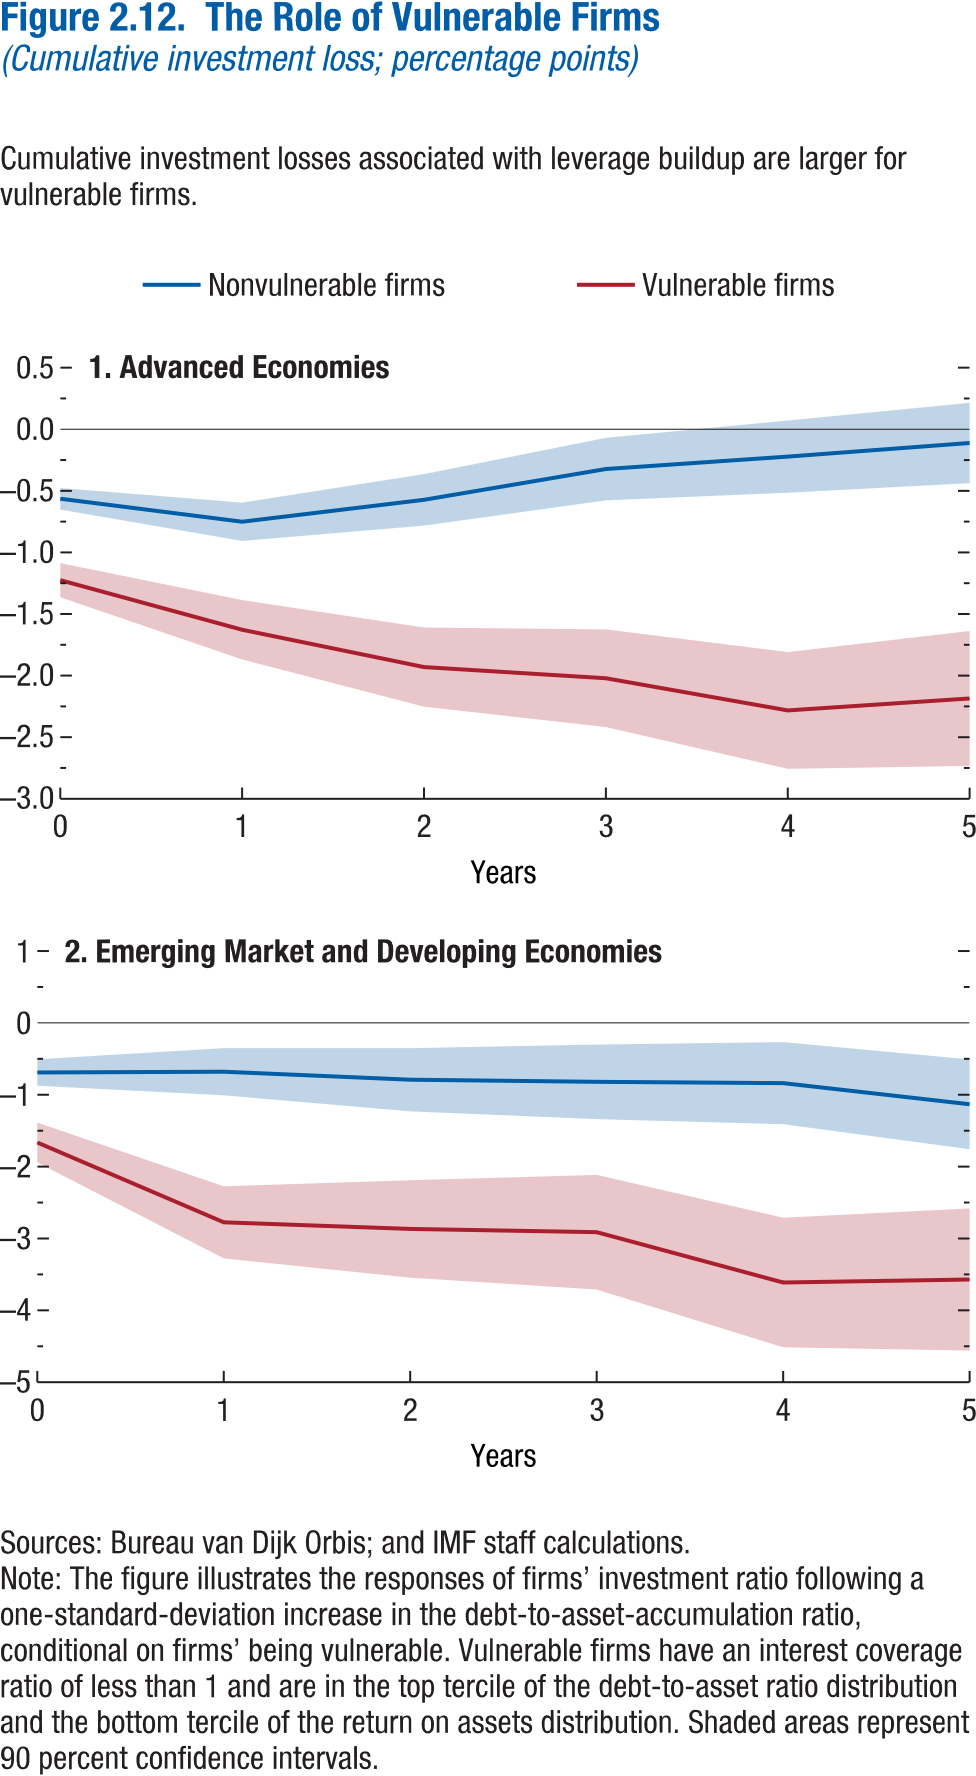 Figure 2.12. The Role of Vulnerable Firms
(Cumulative investment loss; percentage points)
Cumulative investment losses associated with leverage buildup are larger for
vulnerable firms.
Nonvulnerable firms Vulnerable firms
1. Advanced Economies
0.5
0.0
–0.5
–1.0
–1.5
–2.0
–2.5
–3.0
0 1 2 3 4 5
Years
2. Emerging Market and Developing Economies
1
0
–1
–2
–3
–4
–5
0 1 2 3 4 5
Years
Sources: Bureau van Dijk Orbis; and IMF staff calculations.
Note: The figure illustrates the responses of firms’ investment ratio following a
one-standard-deviation increase in the debt-to-asset-accumulation ratio,
conditional on firms’ being vulnerable. Vulnerable firms have an interest coverage
ratio of less than 1 and are in the top tercile of the debt-to-asset ratio distribution
and the bottom tercile of the return on assets distribution. Shaded areas represent
90 percent confidence intervals.